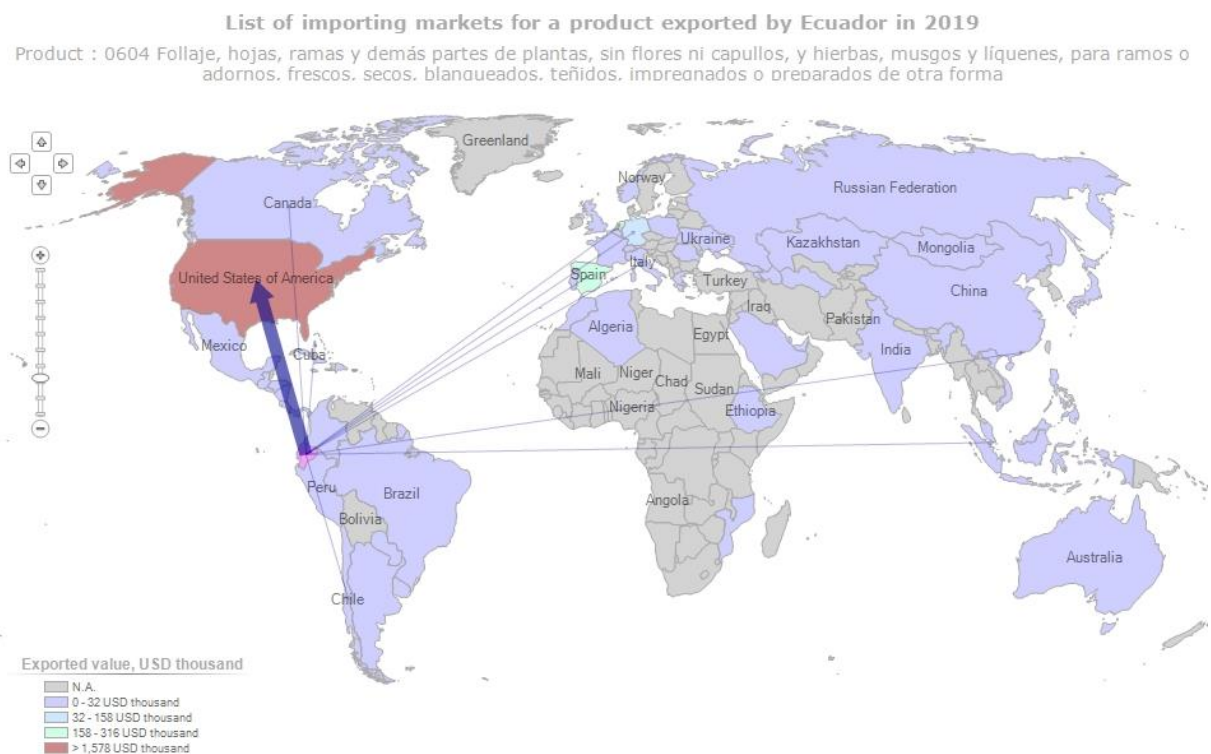 List of importing markets for a product exported by Ecuador in 2019
Product : 0604 Follaje, hojas, ramas y demás partes de plantas, sin flores ni capullos, y hierbas, musgos y líquenes, para ramos o
adornos, frescos, secos, blanqueados, teñidos, impregnados o preparados de otra forma
Greenland
Norway
Russian Federation
Canada
Ukraine
Kazakhstan
Mongolia
Italy
United States of America
Spain
Turkey
China
Iraq
Pakistan
Algeria
Egypt
Mexico
Cuba
India
Mali
Niger
Chad
Sudan
Nigeria
Ethiopia
Peru
Brazil
Angola
Bolivia
Australia
Chile
Exported value, USD thousand
N.A.
0 - 32 USD thousand
32 - 158 USD thousand
158 - 316 USD thousand
> 1,578 USD thousand